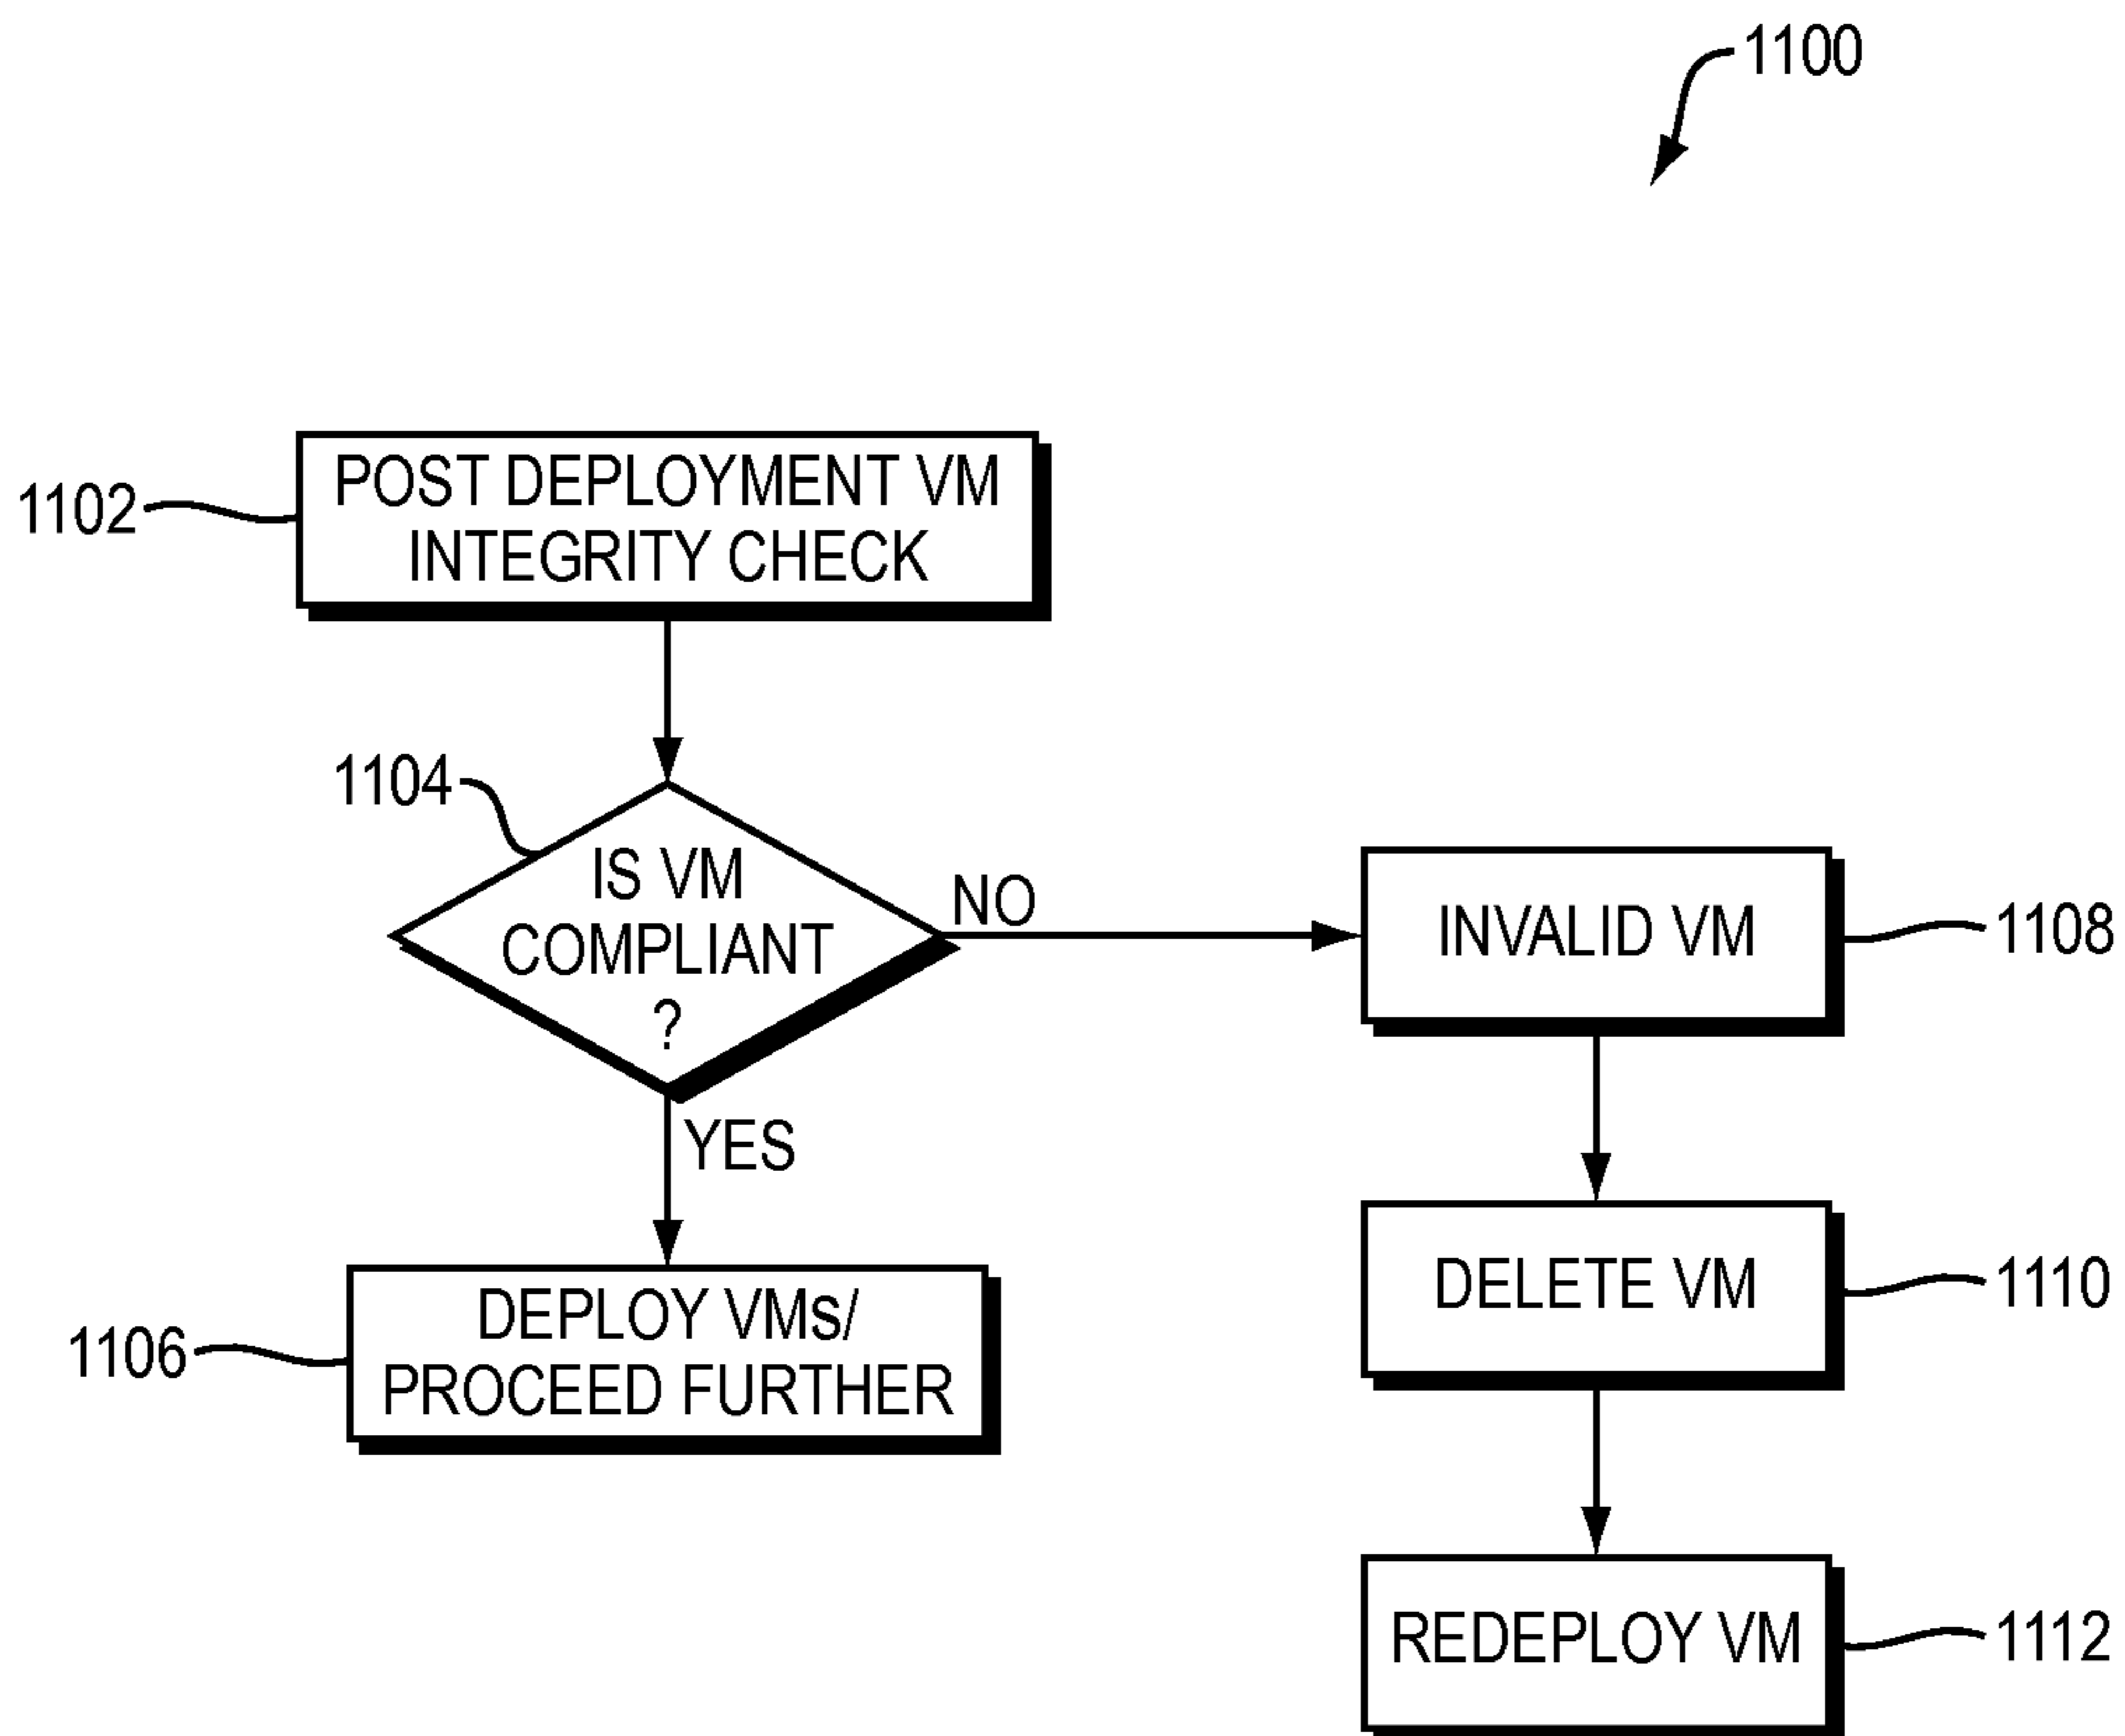 1100
POST DEPLOYMENT VM
INTEGRITY CHECK
1102
1104
IS VM
COMPLIANT
?
NO
INVALID VM
1108
YES
DELETE VM
1110
DEPLOY VMs/
PROCEED FURTHER
1106
REDEPLOY VM
1112